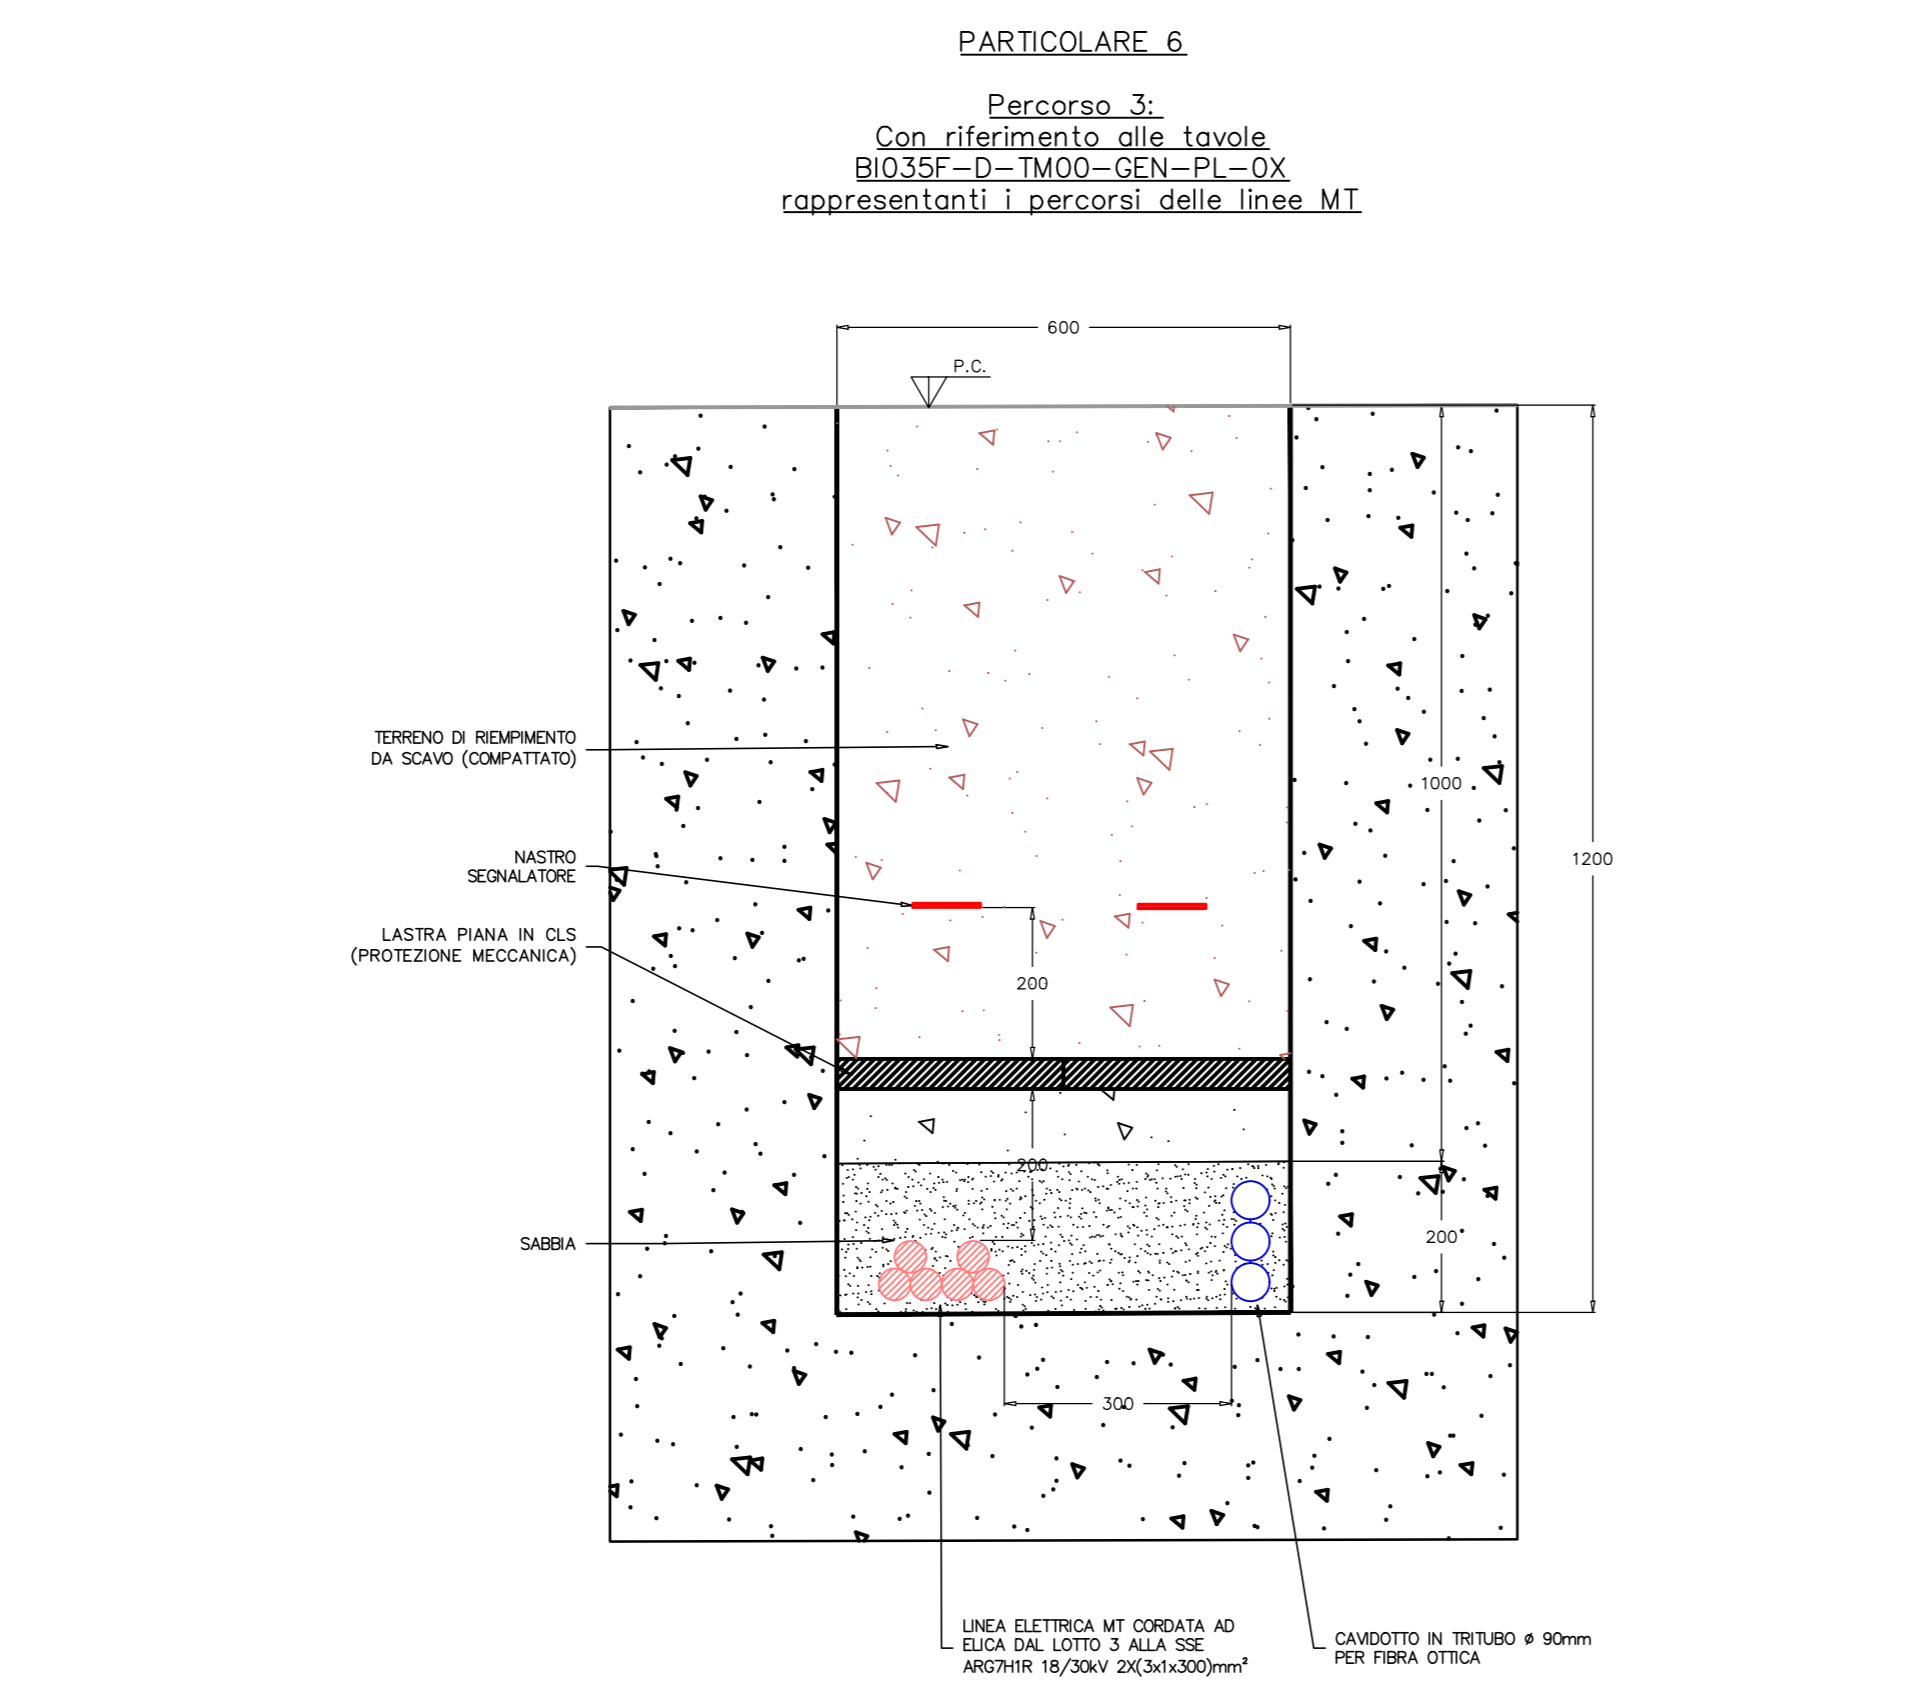 PARTICOLARE 6
Percorso 3:
Con riferimento alle tavole
BI035F-D-TM00-GEN-PL-0X
rappresentanti i percorsi delle linee MT
600
P.C.
TERRENO DI RIEMPIMENTO
DA SCAVO (COMPATTATO)
1000
1200
NASTRO
SEGNALATORE
LASTRA PIANA IN CLS
(PROTEZIONE MECCANICA)
200
200
SABBIA
200
300
LINEA ELETTRICA MT CORDATA AD
ELICA DAL LOTTO 3 ALLA SSE
ARG7H1R 18/30kV 2X(3x1x300)mm²
CAVIDOTTO IN TRITUBO ø 90mm
PER FIBRA OTTICA